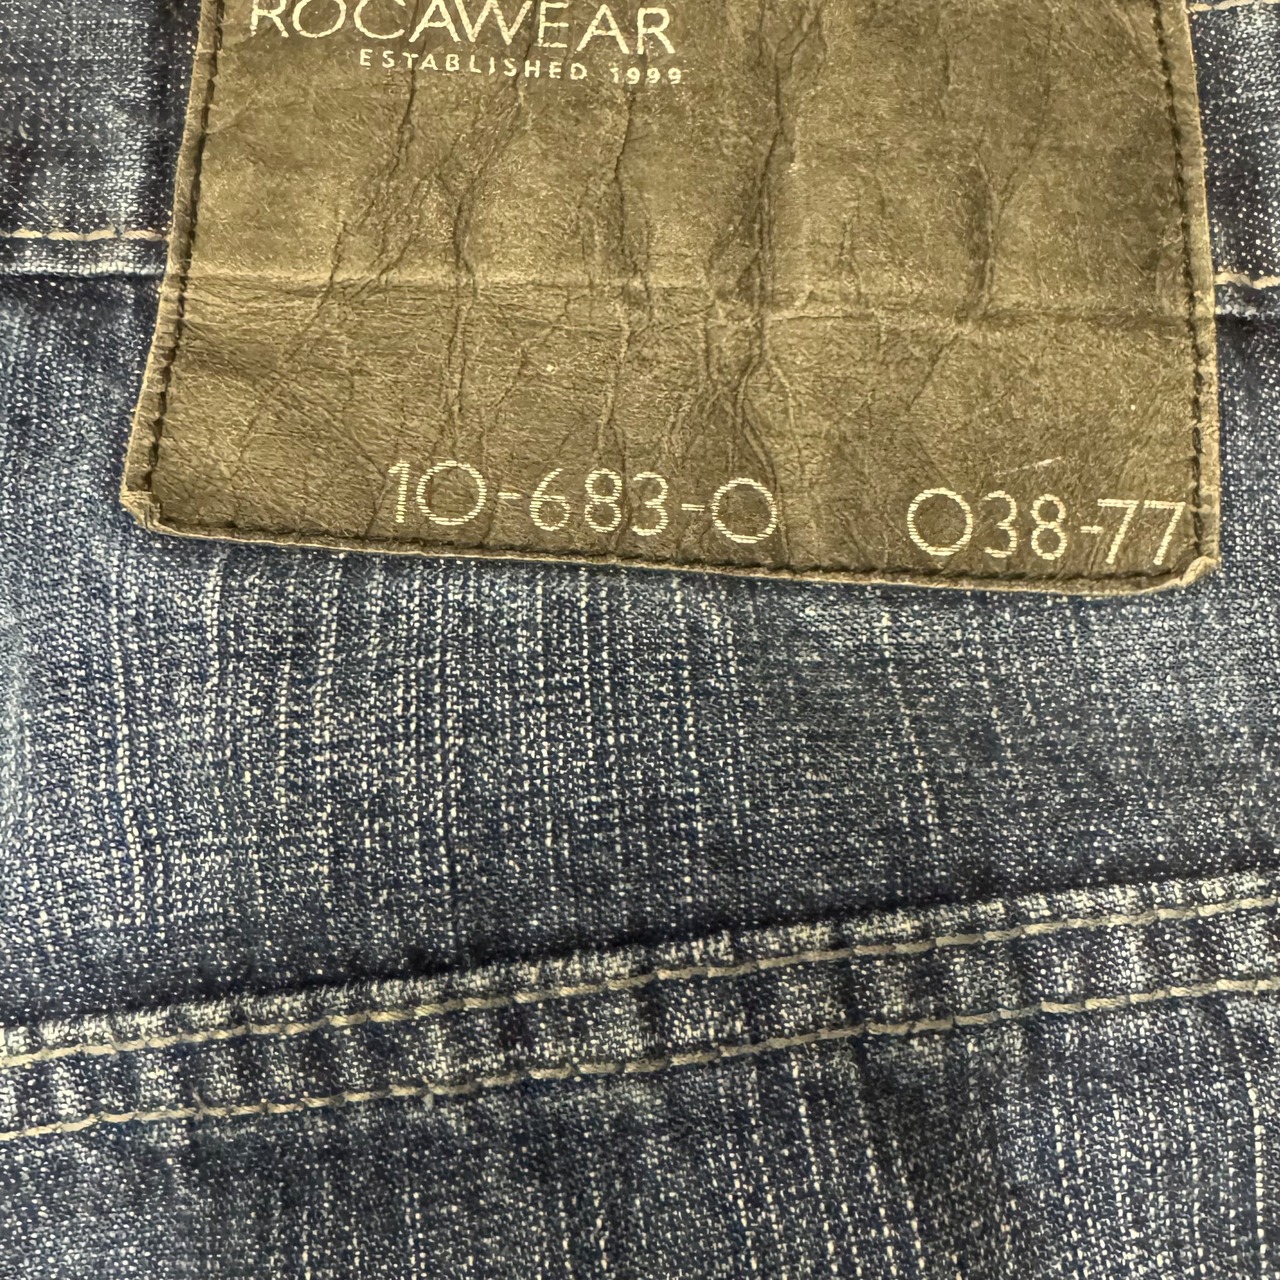 ROCAWEAR
ESTABLISHED 1999
10-683-0 038-77